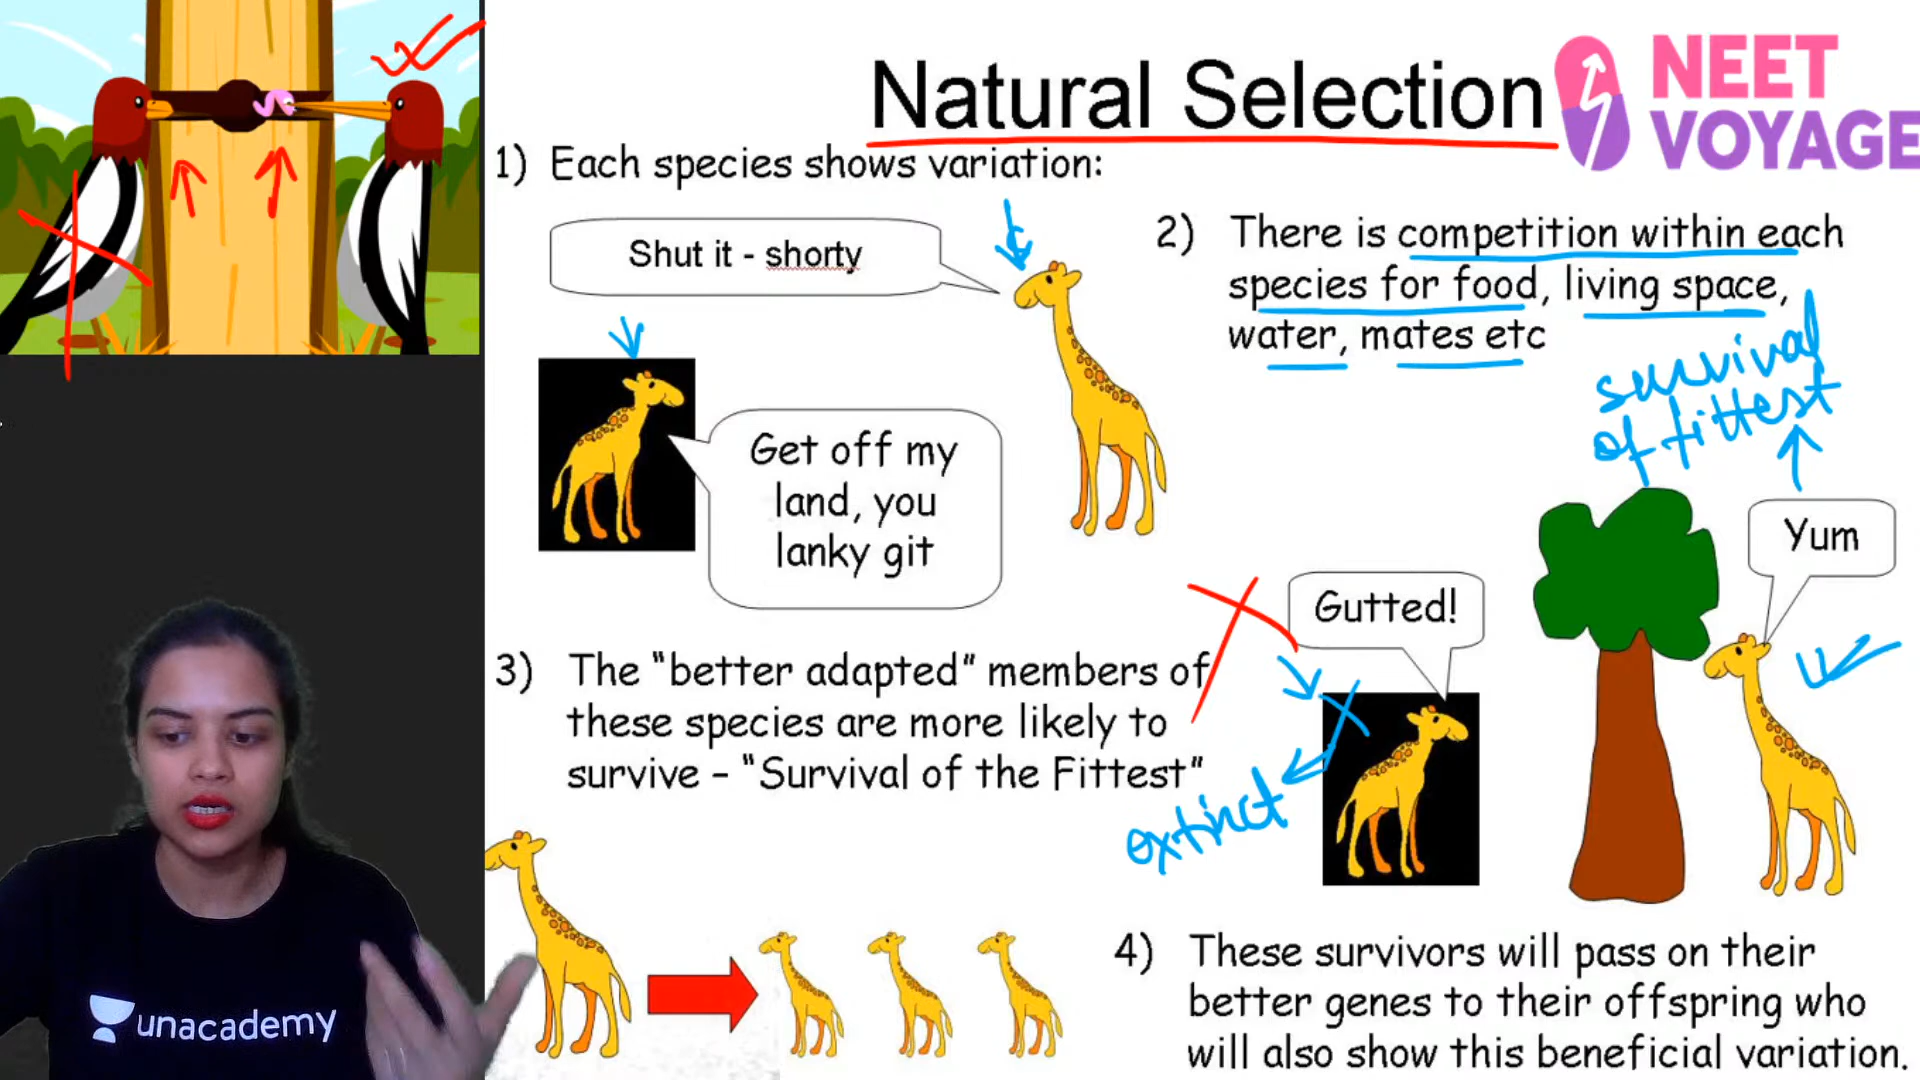 Natural Selection
NEET
VOYAGE
1) Each species shows variation:
Shut it - shorty
2) There is competition within each
species for food, living space,
water, mates etc
survival
of fittest
Get off my
land, you
lanky git
Yum
Gutted!
3) The "better adapted" members of
these species are more likely to
survive – "Survival of the Fittest"
extinct
4) These survivors will pass on their
better genes to their offspring who
will also show this beneficial variation.
unacademy